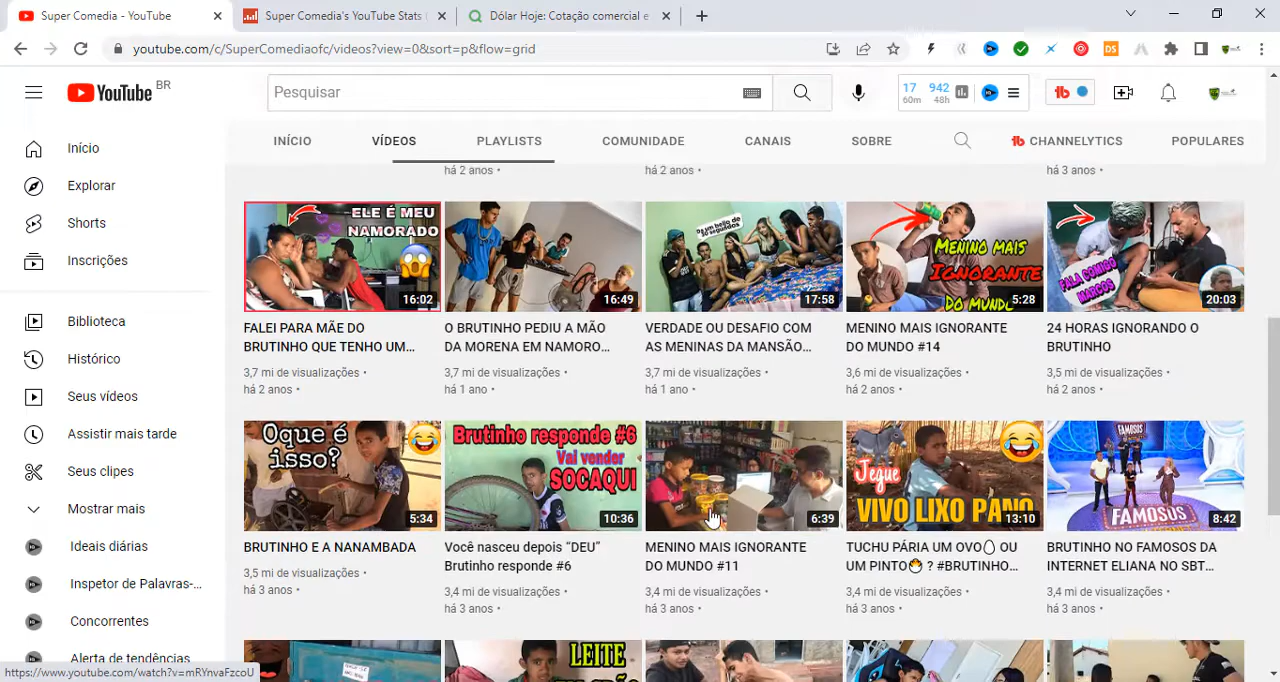 Super Comedia - YouTube
Super Comedia's YouTube Stats (
Dólar Hoje: Cotação comercial e
youtube.com/c/SuperComediaofc/videos?view=0&sort=p&flow=grid
YouTube BR
Pesquisar
17 942
60m 48h
INÍCIO VÍDEOS PLAYLISTS COMUNIDADE CANAIS SOBRE CHANNELYTICS POPULARES
Início
Explorar
Shorts
Inscrições
Biblioteca
Histórico
Seus vídeos
Assistir mais tarde
Seus clipes
Mostrar mais
Ideais diárias
Inspetor de Palavras-...
Concorrentes
Alerta de tendências
https://www.youtube.com/watch?v=mRYnvaFzcoU
há 2 anos •
há 2 anos •
há 3 anos •
ELE É MEU
NAMORADO
16:02
FALEI PARA MÃE DO
BRUTINHO QUE TENHO UM...
3,7 mi de visualizações •
há 2 anos •
16:49
O BRUTINHO PEDIU A MÃO
DA MORENA EM NAMORO...
3,7 mi de visualizações •
há 1 ano •
17:58
VERDADE OU DESAFIO COM
AS MENINAS DA MANSÃO...
3,7 mi de visualizações •
há 1 ano •
MENINO MAIS
IGNORANTE
DO MUNDO
5:28
MENINO MAIS IGNORANTE
DO MUNDO #14
3,6 mi de visualizações •
há 2 anos •
FALA COMIGO
MARCOS
20:03
24 HORAS IGNORANDO O
BRUTINHO
3,5 mi de visualizações •
há 2 anos •
Oque é
isso?
5:34
BRUTINHO E A NANAMBADA
3,5 mi de visualizações •
há 3 anos •
Brutinho responde #6
Vai vender
SOCAQUI
10:36
Você nasceu depois “DEU”
Brutinho responde #6
3,4 mi de visualizações •
há 3 anos •
6:39
MENINO MAIS IGNORANTE
DO MUNDO #11
3,4 mi de visualizações •
há 3 anos •
Jegue
VIVO LIXO PANO
13:10
TUCHU PÁRIA UM OVO🥚 OU
UM PINTO🐣 ? #BRUTINHO...
3,4 mi de visualizações •
há 3 anos •
FAMOSOS
FAMOSOS
8:42
BRUTINHO NO FAMOSOS DA
INTERNET ELIANA NO SBT...
3,4 mi de visualizações •
há 3 anos •
LEITE